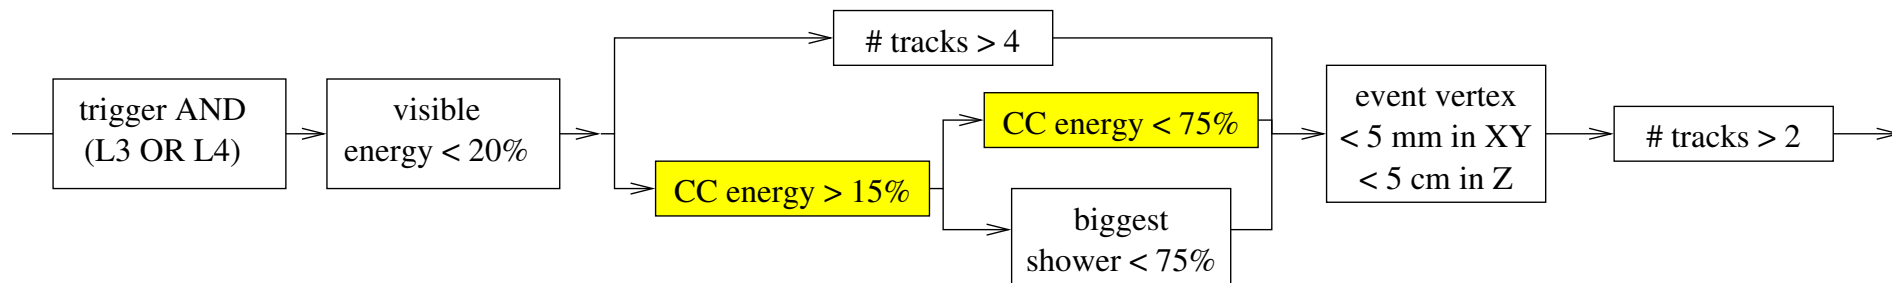 trigger AND
(L3 OR L4)
visible
energy < 20%
# tracks > 4
CC energy > 15%
CC energy < 75%
biggest
shower < 75%
event vertex
< 5 mm in XY
< 5 cm in Z
# tracks > 2